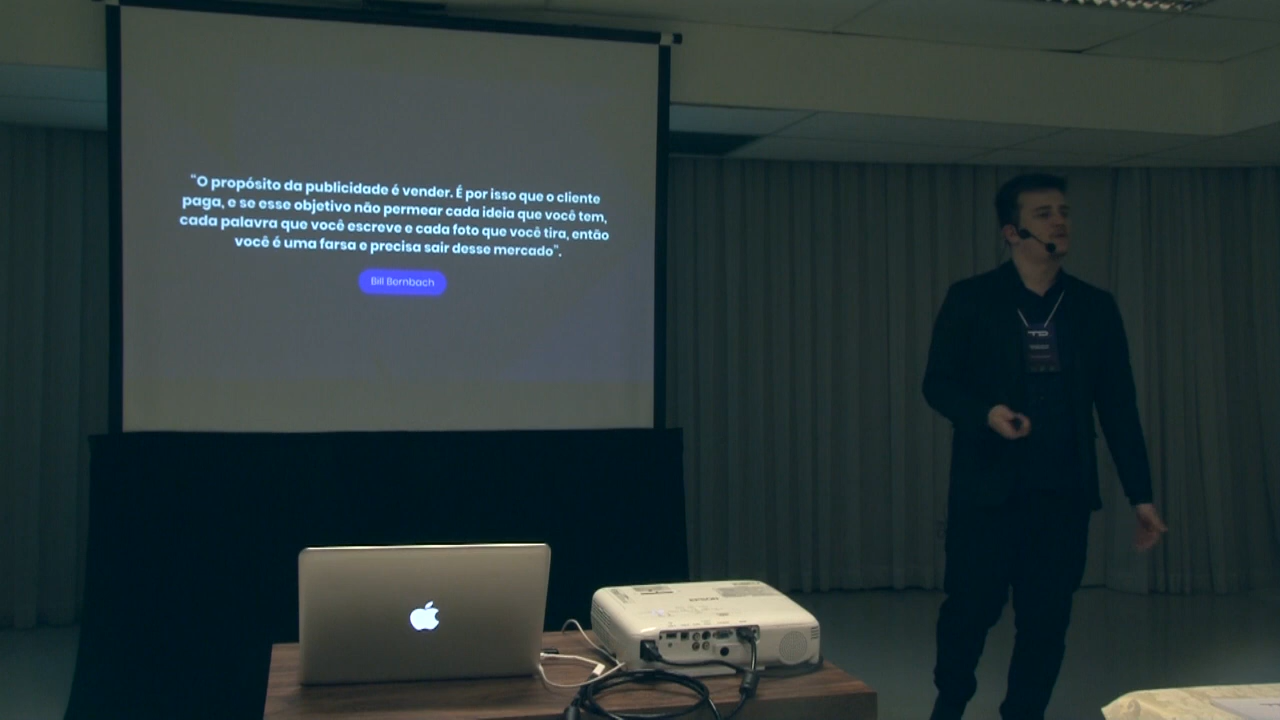 "O propósito da publicidade é vender. É por isso que o cliente
paga, e se esse objetivo não permear cada ideia que você tem,
cada palavra que você escreve e cada foto que você tira, então
você é uma farsa e precisa sair desse mercado".
Bill Bernbach
EPSON